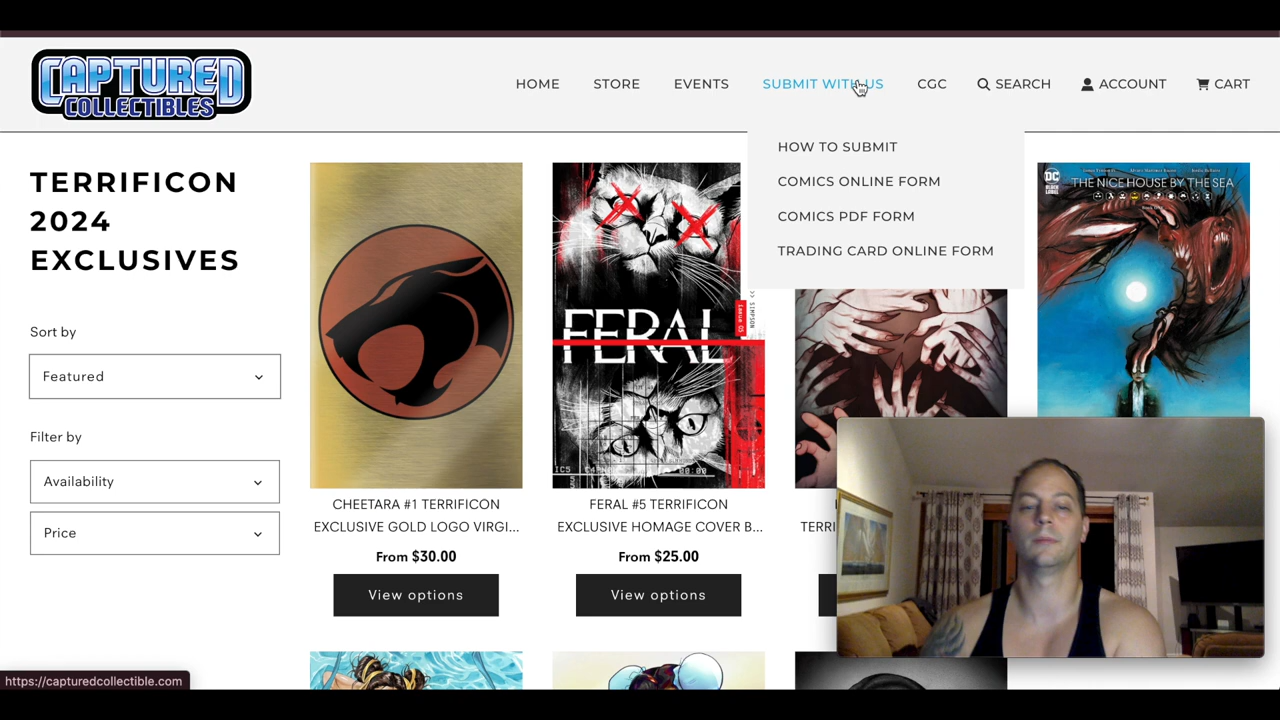 CAPTURED
COLLECTIBLES
HOME
STORE
EVENTS
SUBMIT WITH US
CGC
SEARCH
ACCOUNT
CART
HOW TO SUBMIT
COMICS ONLINE FORM
COMICS PDF FORM
TRADING CARD ONLINE FORM
TERRIFICON
2024
EXCLUSIVES
Sort by
Featured
Filter by
Availability
Price
FERAL
SIMPSON
DC
THE NICE HOUSE BY THE SEA
CHEETARA #1 TERRIFICON
EXCLUSIVE GOLD LOGO VIRGI...
From $30.00
View options
FERAL #5 TERRIFICON
EXCLUSIVE HOMAGE COVER B...
From $25.00
View options
TERRI
https://capturedcollectible.com